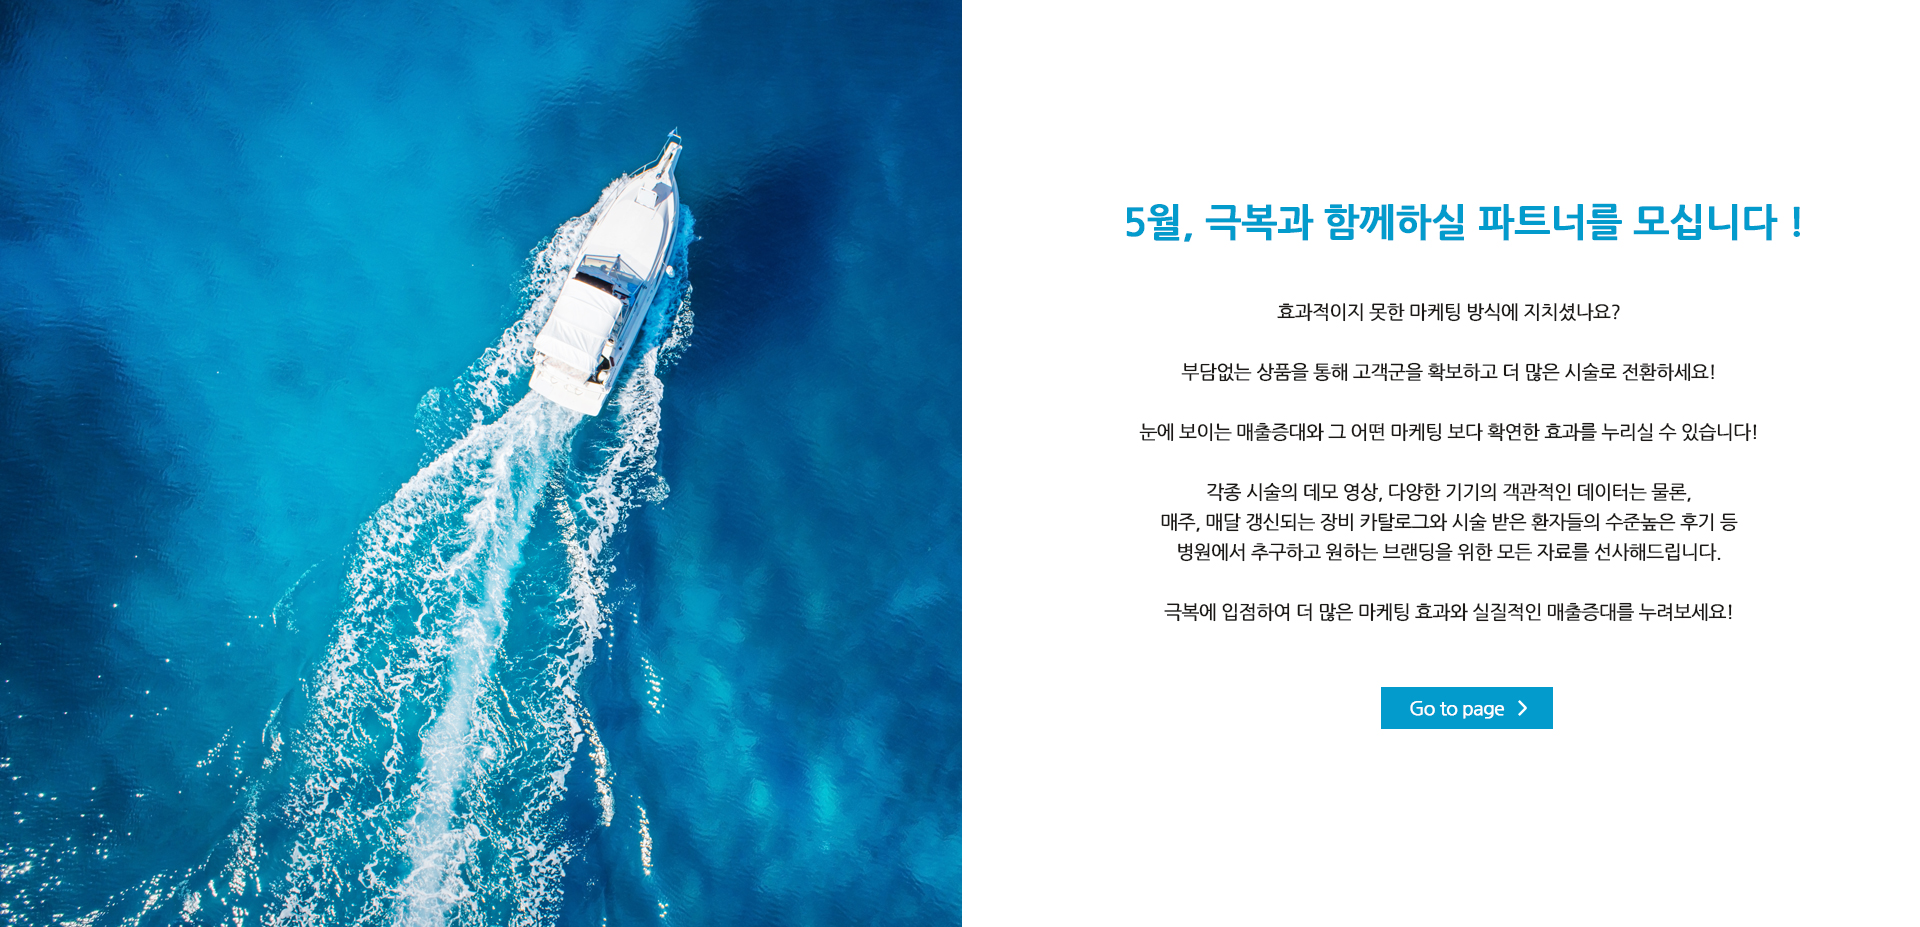 5월, 극복과 함께하실 파트너를 모십니다 !
효과적이지 못한 마케팅 방식에 지치셨나요?
부담없는 상품을 통해 고객군을 확보하고 더 많은 시술로 전환하세요!
눈에 보이는 매출증대와 그 어떤 마케팅 보다 확연한 효과를 누리실 수 있습니다!
각종 시술의 데모 영상, 다양한 기기의 객관적인 데이터는 물론,
매주, 매달 갱신되는 장비 카탈로그와 시술 받은 환자들의 수준높은 후기 등
병원에서 추구하고 원하는 브랜딩을 위한 모든 자료를 선사해드립니다.
극복에 입점하여 더 많은 마케팅 효과와 실질적인 매출증대를 누려보세요!
Go to page